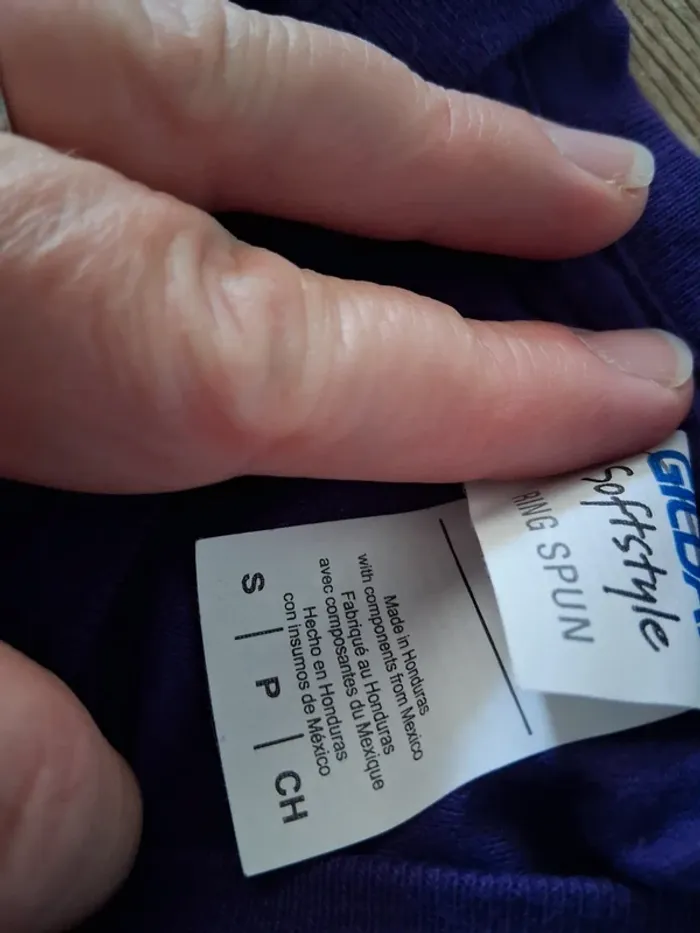 Softstyle
RING SPUN
Made in Honduras
with components from Mexico
Fabriqué au Honduras
avec composantes du Mexique
Hecho en Honduras
con insumos de México
S | P | CH